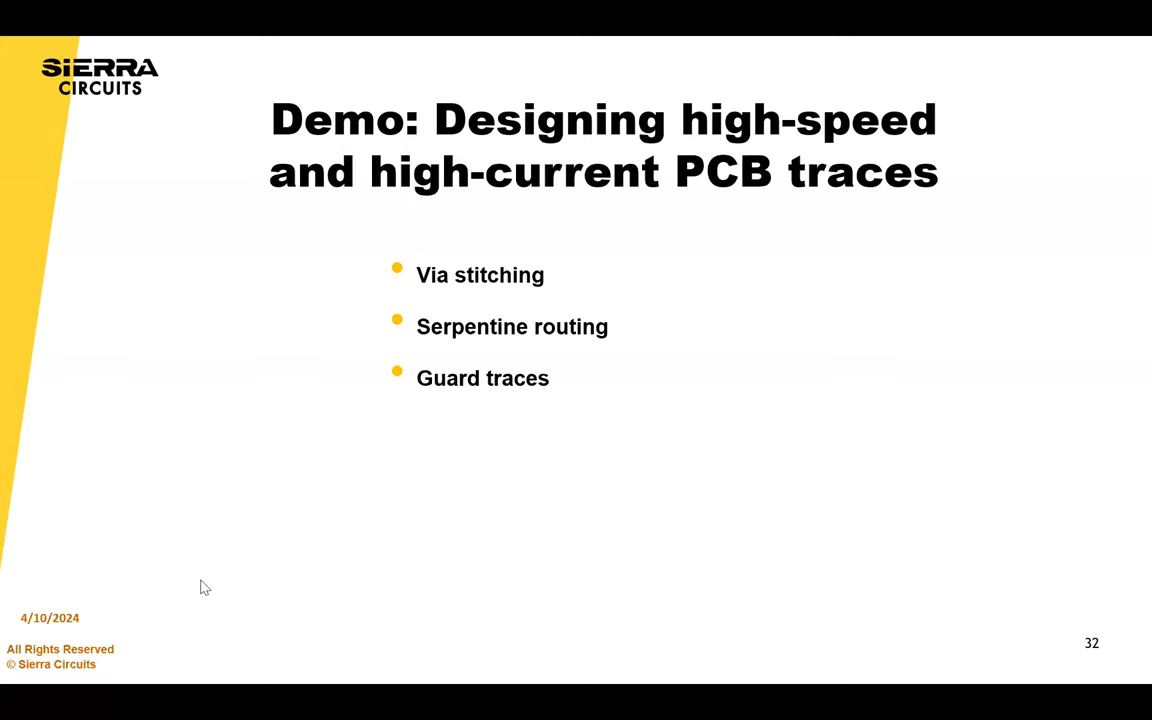 SiERRA
CIRCUITS
Demo: Designing high-speed
and high-current PCB traces
• Via stitching
• Serpentine routing
• Guard traces
4/10/2024
All Rights Reserved
© Sierra Circuits
32